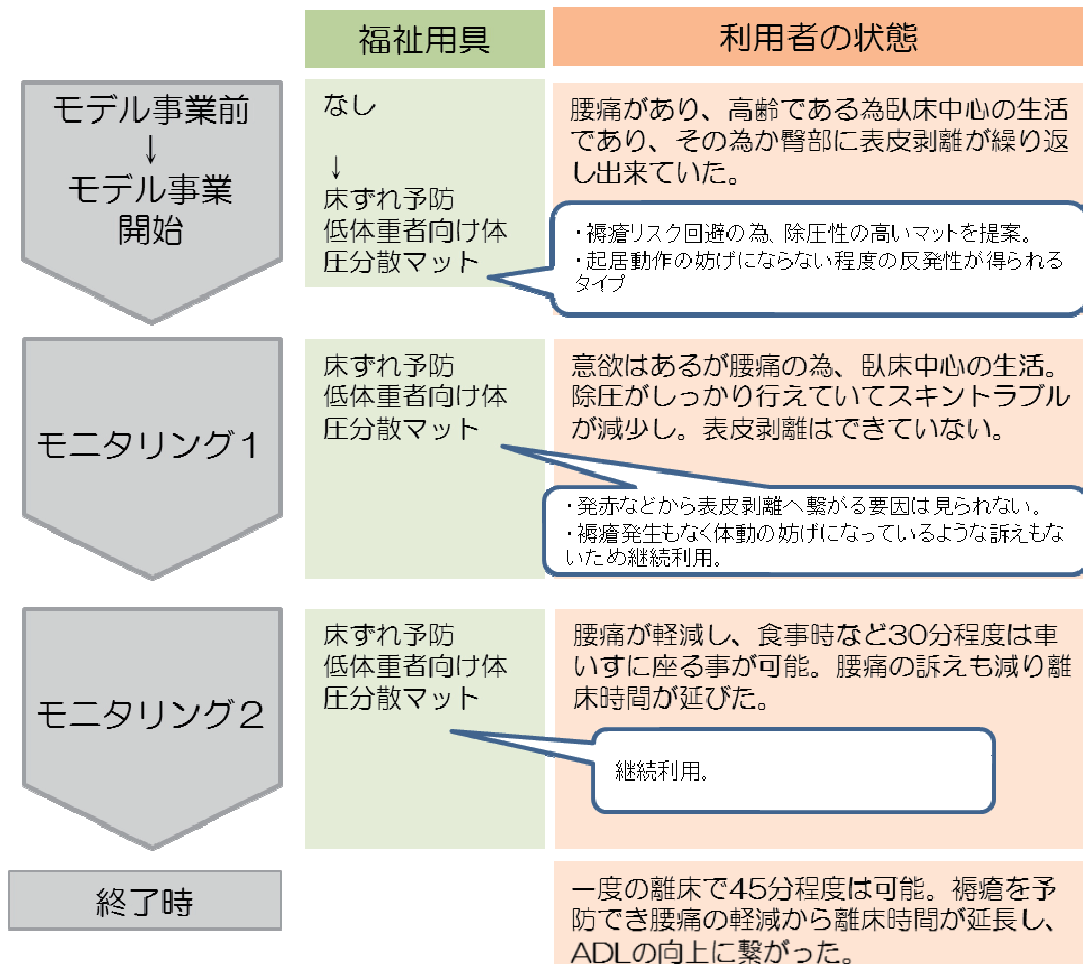 福祉用具
利用者の状態
モデル事業前
↓
モデル事業
開始
なし
↓
床ずれ予防
低体重者向け体
圧分散マット
腰痛があり、高齢である為臥床中心の生活
であり、その為か臀部に表皮剥離が繰り返
し出来ていた。
・褥瘡リスク回避の為、除圧性の高いマットを提案。
・起居動作の妨げにならない程度の反発性が得られる
タイプ
モニタリング1
床ずれ予防
低体重者向け体
圧分散マット
意欲はあるが腰痛の為、臥床中心の生活。
除圧がしっかり行えていてスキントラブル
が減少し。表皮剥離はできていない。
・発赤などから表皮剥離へ繋がる要因は見られない。
・褥瘡発生もなく体動の妨げになっているような訴えもな
いため継続利用。
モニタリング2
床ずれ予防
低体重者向け体
圧分散マット
腰痛が軽減し、食事時など30分程度は車
いすに座る事が可能。腰痛の訴えも減り離
床時間が延びた。
継続利用。
終了時
一度の離床で45分程度は可能。褥瘡を予
防でき腰痛の軽減から離床時間が延長し、
ADLの向上に繋がった。